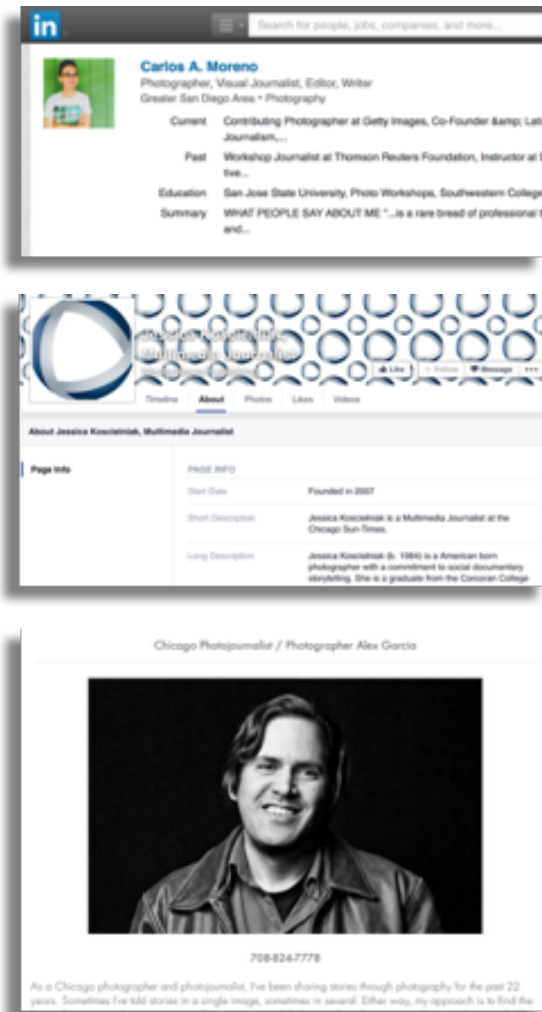 in
Search for people, jobs, companies, and more...
Carlos A. Moreno
Photographer, Visual Journalist, Editor, Writer
Greater San Diego Area • Photography
Current Contributing Photographer at Getty Images, Co-Founder &amp; Lati
Journalism,...
Past Workshop Journalist at Thomson Reuters Foundation, Instructor at D
tive...
Education San Jose State University, Photo Workshops, Southwestern College
Summary WHAT PEOPLE SAY ABOUT ME "...is a rare bread of professional t
and...
Jessica Koscielniak,
Multimedia Journalist
Like Follow Message
Timeline About Photos Likes Videos
About Jessica Koscielniak, Multimedia Journalist
Page Info PAGE INFO
Start Date Founded in 2007
Short Description Jessica Koscielniak is a Multimedia Journalist at the
Chicago Sun-Times.
Long Description Jessica Koscielniak (b. 1984) is a American born
photographer with a commitment to social documentary
storytelling. She is a graduate from the Corcoran College
Chicago Photojournalist / Photographer Alex Garcia
708-824-7778
As a Chicago photographer and photojournalist, I've been sharing stories through photography for the past 22
years. Sometimes I've told stories in a single image, sometimes in several. Either way, my approach is to find the